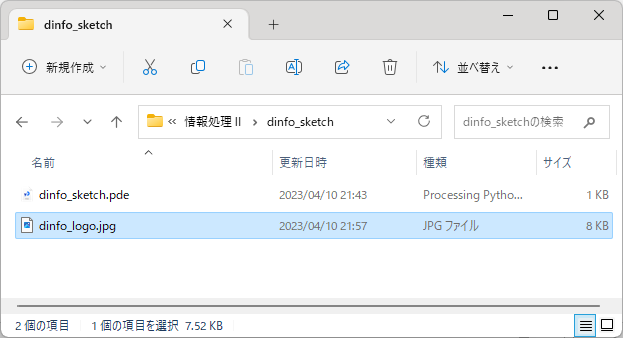 dinfo_sketch
新規作成 並べ替え
情報処理 II dinfo_sketch dinfo_sketchの検索
名前 更新日時 種類 サイズ
dinfo_sketch.pde 2023/04/10 21:43 Processing Pytho... 1 KB
dinfo_logo.jpg 2023/04/10 21:57 JPG ファイル 8 KB
2 個の項目 1 個の項目を選択 7.52 KB